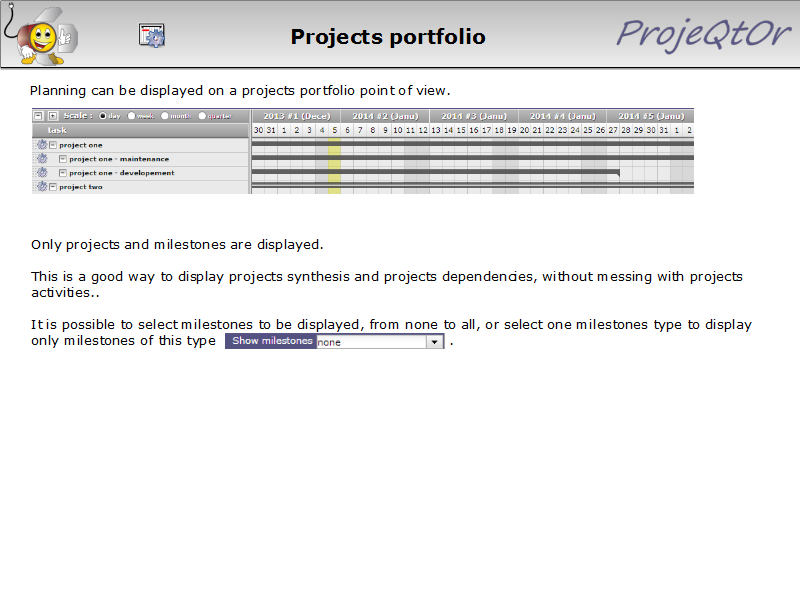 Projects portfolio
ProjeQtOr
Planning can be displayed on a projects portfolio point of view.
Scale : day week month quarter 2013 #1 (Dece) 2014 #2 (Janu) 2014 #3 (Janu) 2014 #4 (Janu) 2014 #5 (Janu)
task 30 31 1 2 3 4 5 6 7 8 9 10 11 12 13 14 15 16 17 18 19 20 21 22 23 24 25 26 27 28 29 30 31 1 2
project one
project one - maintenance
project one - developement
project two
Only projects and milestones are displayed.
This is a good way to display projects synthesis and projects dependencies, without messing with projects
activities..
It is possible to select milestones to be displayed, from none to all, or select one milestones type to display
only milestones of this type Show milestones none .